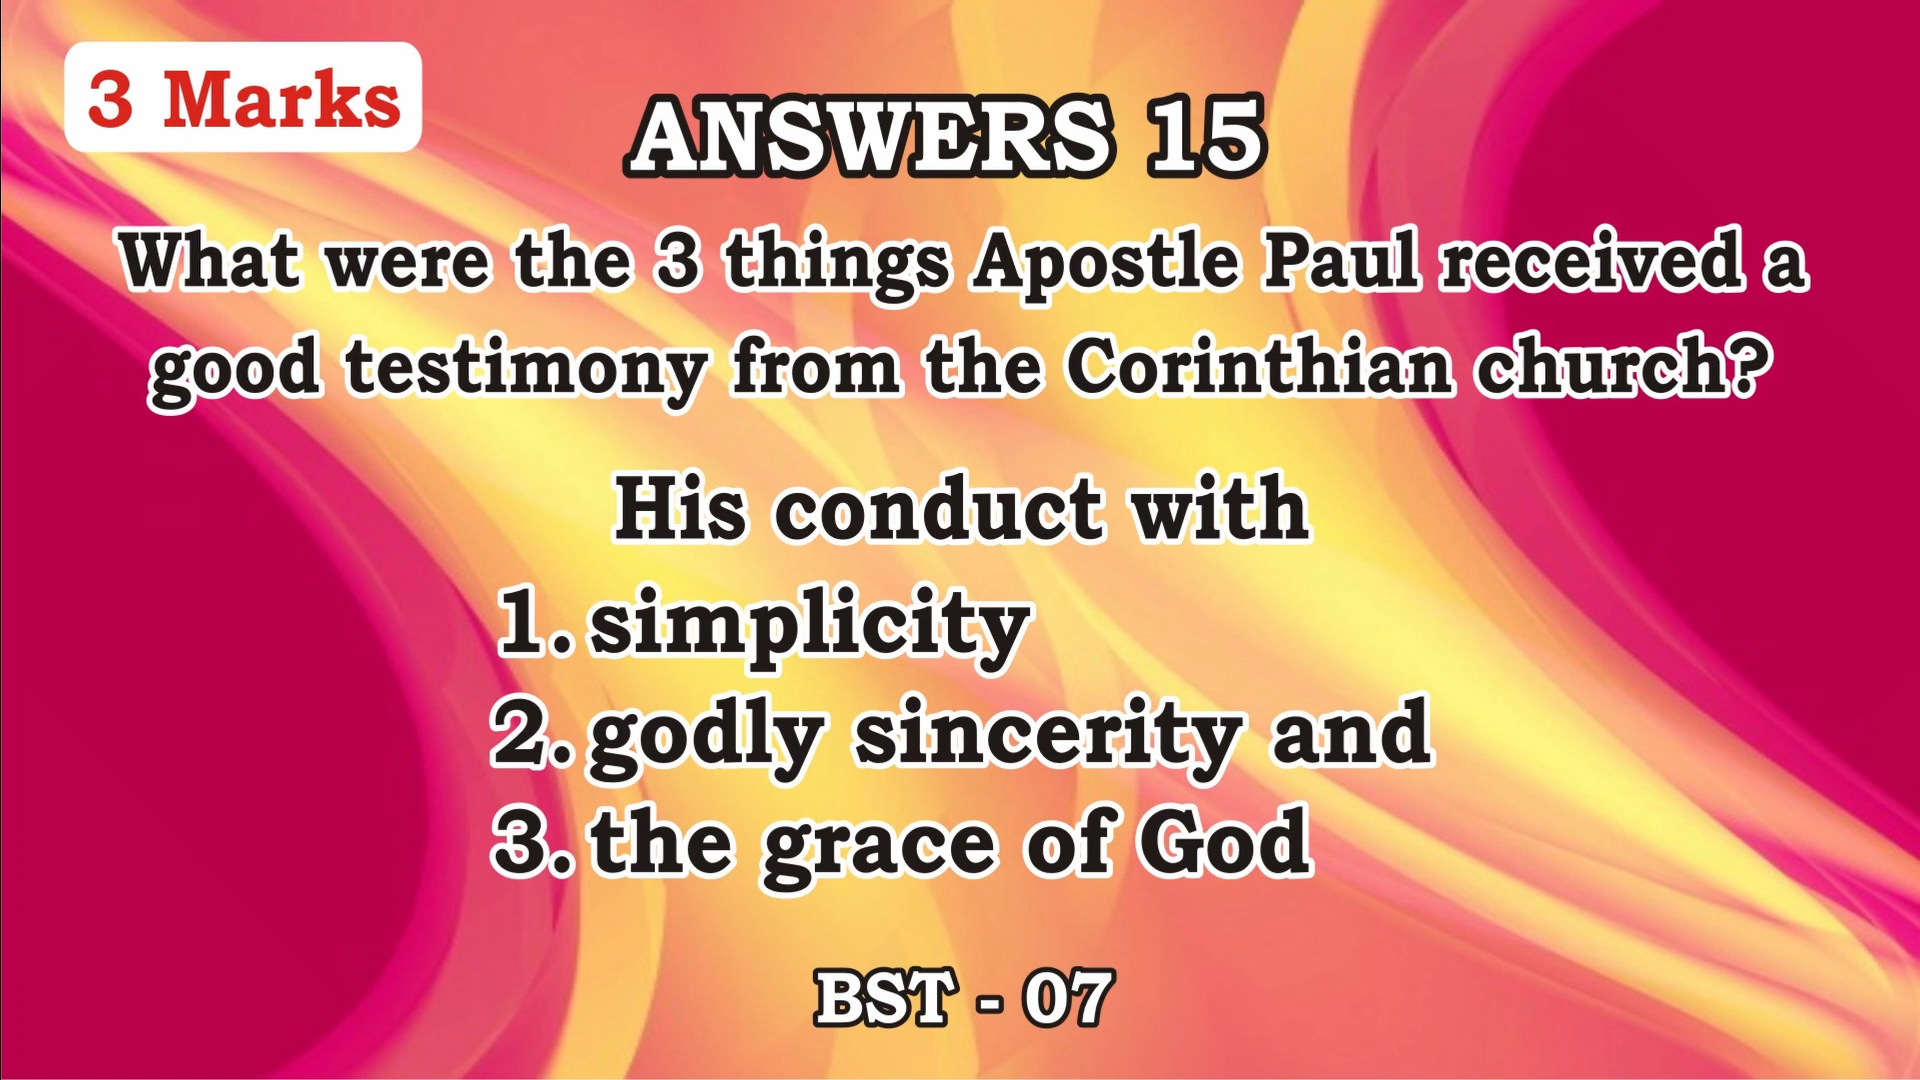 3 Marks
ANSWERS 15
What were the 3 things Apostle Paul received a
good testimony from the Corinthian church?
His conduct with
1. simplicity
2. godly sincerity and
3. the grace of God
BST - 07